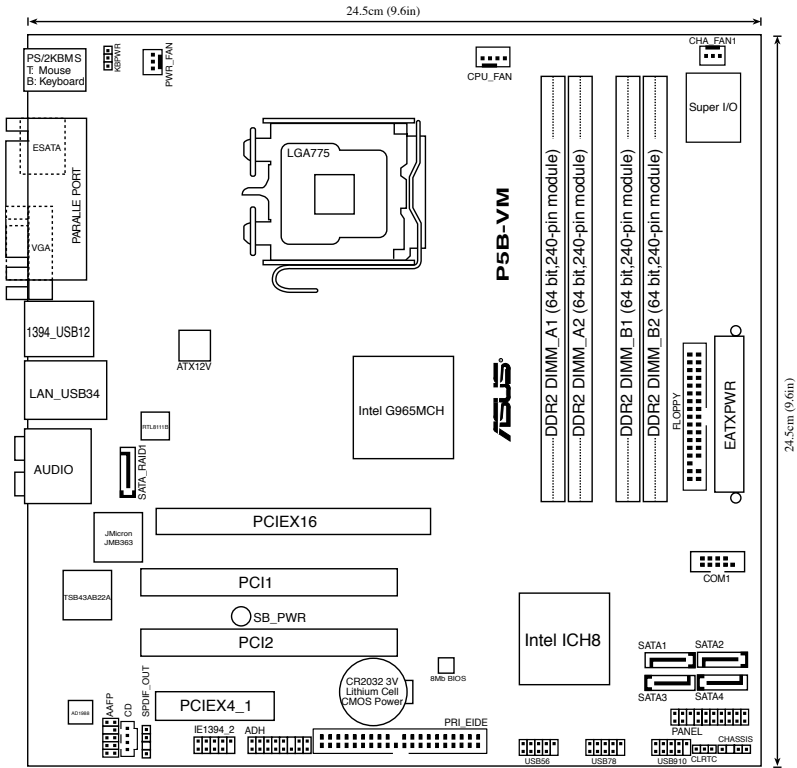 24.5cm (9.6in)
PS/2KBMS
T: Mouse
B: Keyboard
KBPWR
PWR_FAN
CPU_FAN
CHA_FAN1
Super I/O
ESATA
PARALLE PORT
VGA
LGA775
P5B-VM
DDR2 DIMM_A1 (64 bit,240-pin module)
DDR2 DIMM_A2 (64 bit,240-pin module)
DDR2 DIMM_B1 (64 bit,240-pin module)
DDR2 DIMM_B2 (64 bit,240-pin module)
1394_USB12
ATX12V
LAN_USB34
Intel G965MCH
ASUS
FLOPPY
EATXPWR
24.5cm (9.6in)
RTL8111B
AUDIO
SATA_RAID1
PCIEX16
JMicron
JMB363
COM1
PCI1
TSB43AB22A
SB_PWR
PCI2
Intel ICH8
SATA1
SATA2
8Mb BIOS
CR2032 3V
Lithium Cell
CMOS Power
SATA3
SATA4
PCIEX4_1
AD1988
AAFP
CD
SPDIF_OUT
IE1394_2
ADH
PRI_EIDE
PANEL
CHASSIS
USB56
USB78
USB910
CLRTC